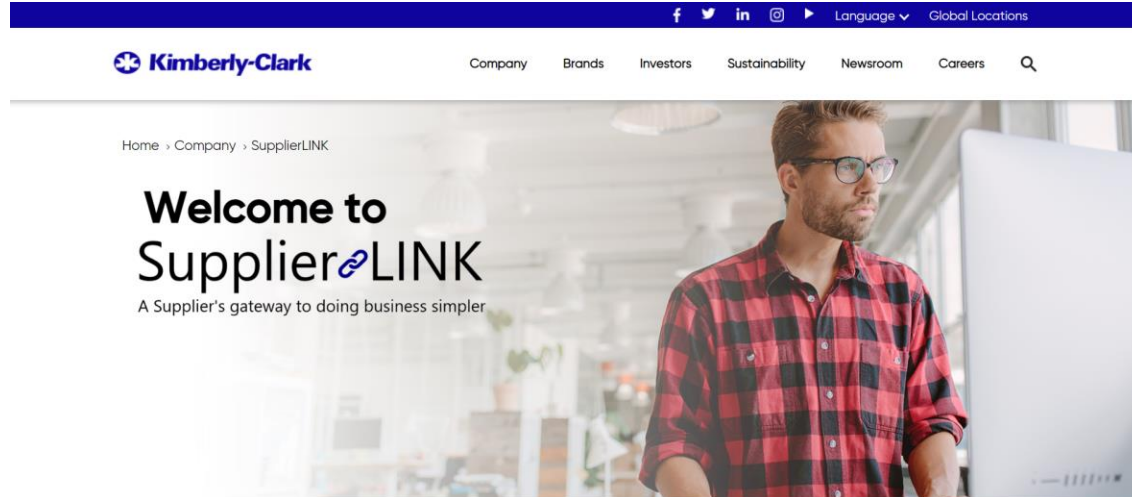 Language
Global Locations
Kimberly-Clark
Company
Brands
Investors
Sustainability
Newsroom
Careers
Home › Company › SupplierLINK
Welcome to
SupplierLINK
A Supplier's gateway to doing business simpler